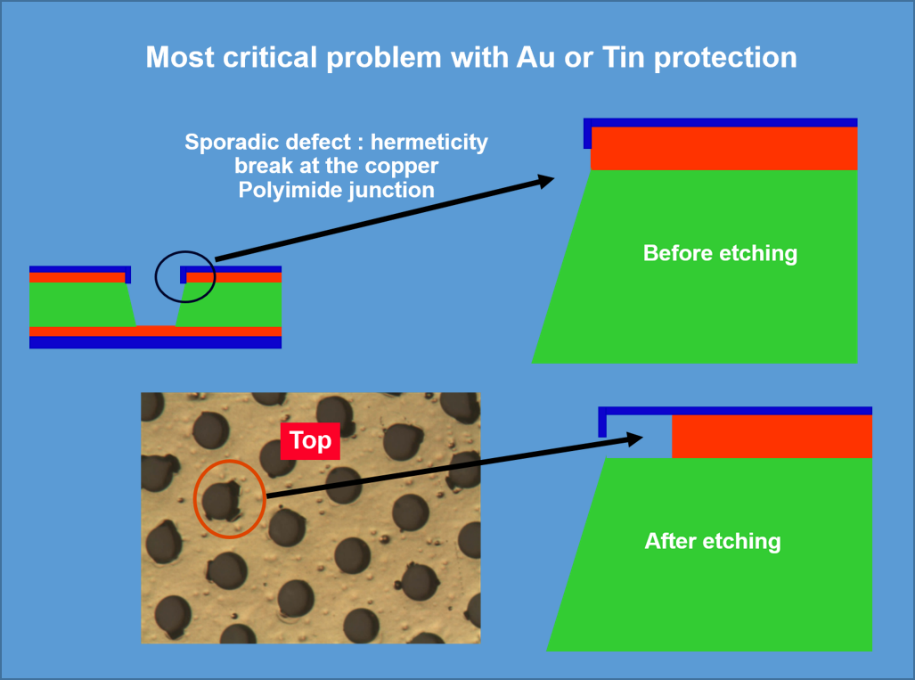 Most critical problem with Au or Tin protection
Sporadic defect : hermeticity
break at the copper
Polyimide junction
Before etching
Top
After etching